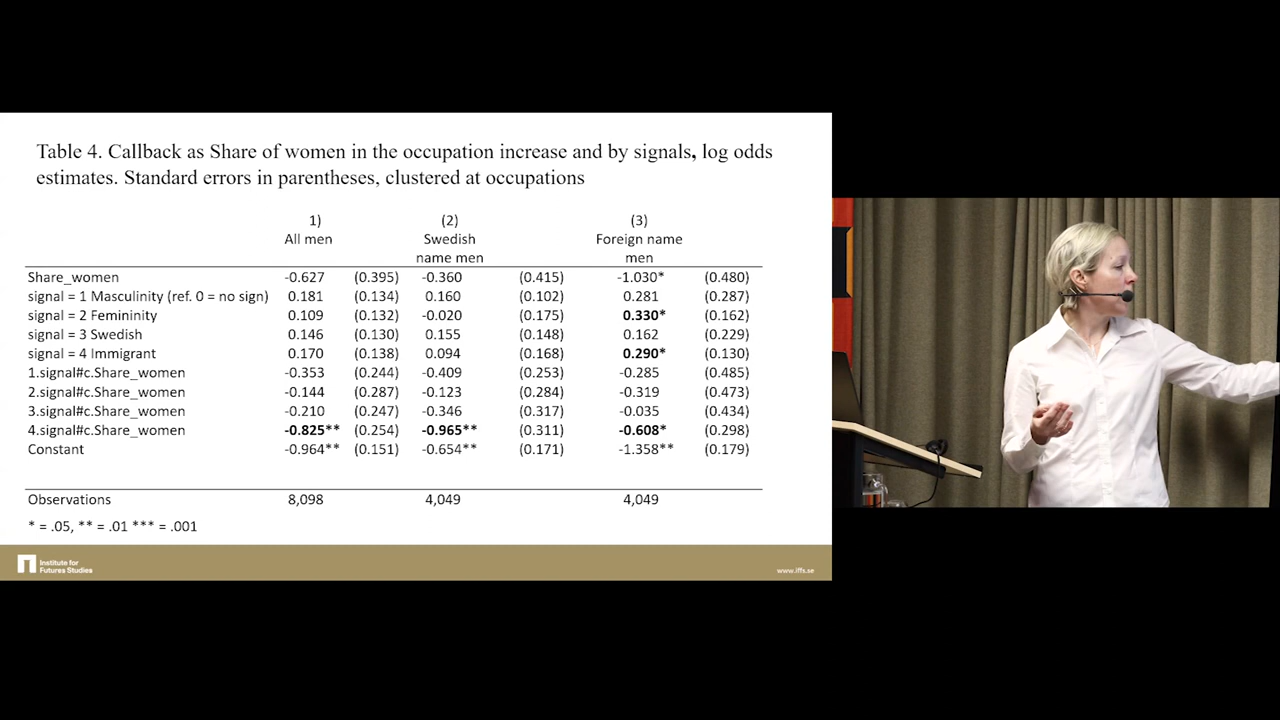 Table 4. Callback as Share of women in the occupation increase and by signals, log odds
estimates. Standard errors in parentheses, clustered at occupations
1) (2) (3)
All men Swedish Foreign name
name men men
Share_women -0.627 (0.395) -0.360 (0.415) -1.030* (0.480)
signal = 1 Masculinity (ref. 0 = no sign) 0.181 (0.134) 0.160 (0.102) 0.281 (0.287)
signal = 2 Femininity 0.109 (0.132) -0.020 (0.175) 0.330* (0.162)
signal = 3 Swedish 0.146 (0.130) 0.155 (0.148) 0.162 (0.229)
signal = 4 Immigrant 0.170 (0.138) 0.094 (0.168) 0.290* (0.130)
1.signal#c.Share_women -0.353 (0.244) -0.409 (0.253) -0.285 (0.485)
2.signal#c.Share_women -0.144 (0.287) -0.123 (0.284) -0.319 (0.473)
3.signal#c.Share_women -0.210 (0.247) -0.346 (0.317) -0.035 (0.434)
4.signal#c.Share_women -0.825** (0.254) -0.965** (0.311) -0.608* (0.298)
Constant -0.964** (0.151) -0.654** (0.171) -1.358** (0.179)
Observations 8,098 4,049 4,049
* = .05, ** = .01 *** = .001
Institute for
Futures Studies
www.iffs.se